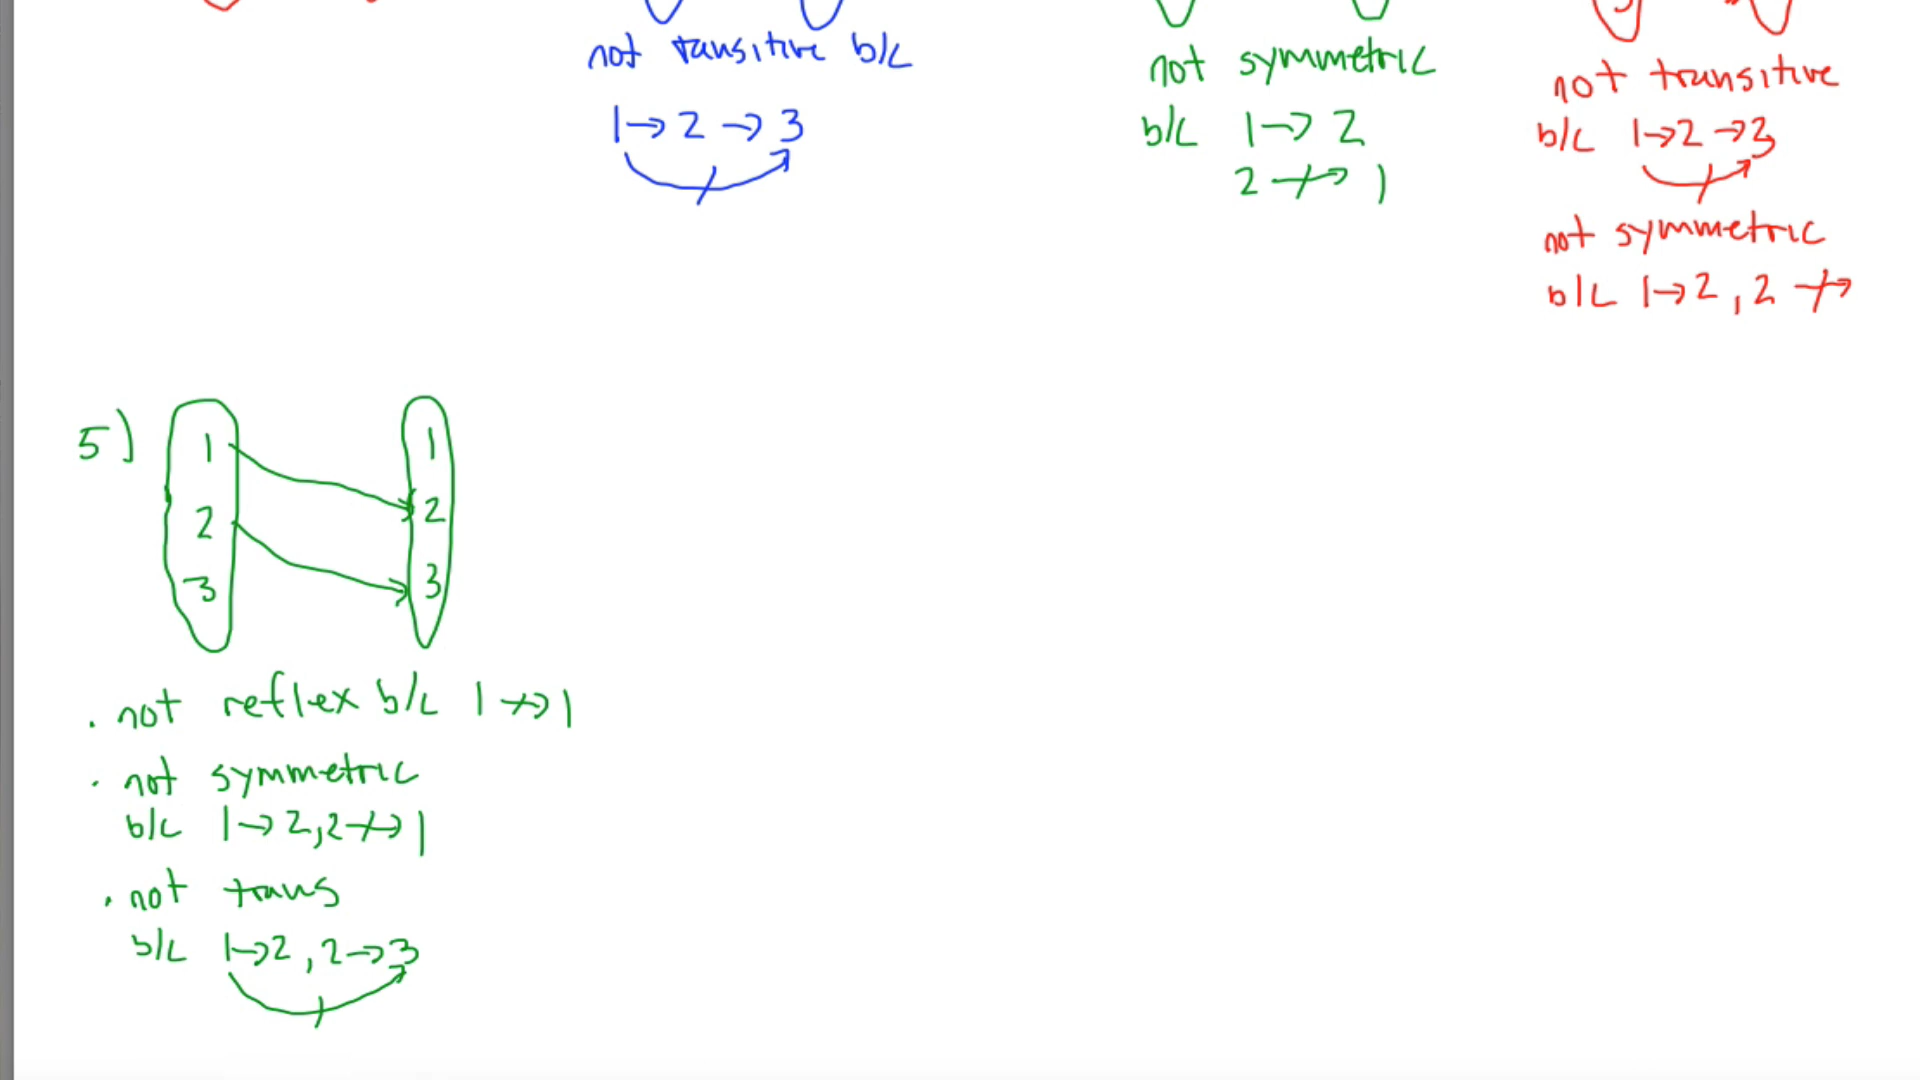 not transitive b/c
1→2→3
not symmetric
b/c 1→2
2↛1
not transitive
b/c 1→2→3
not symmetric
b/c 1→2, 2↛
5)
1
2
3
1
2
3
. not reflex b/c 1↛1
. not symmetric
b/c 1→2, 2↛1
. not trans
b/c 1→2, 2→3